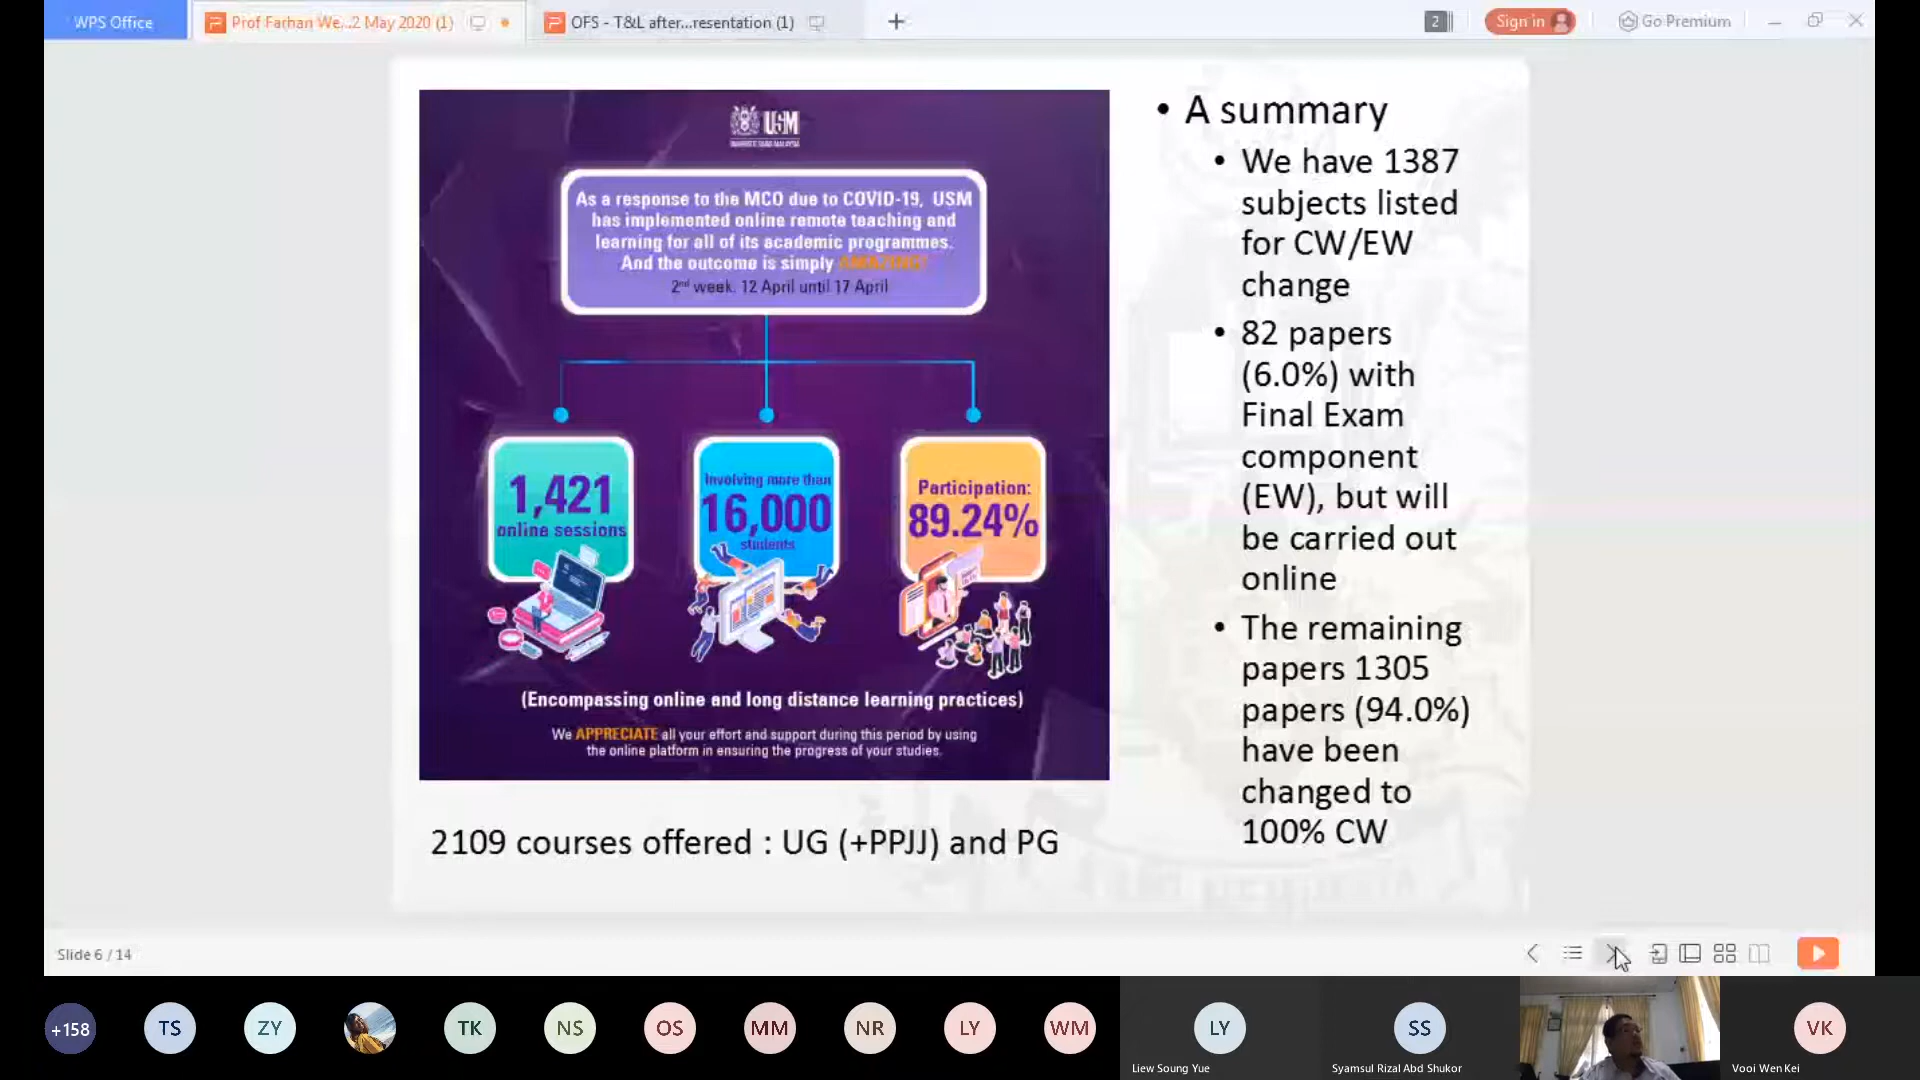 WPS Office
Prof Farhan We...2 May 2020 (1)
OFS - T&L after...resentation (1)
2
Sign in
Go Premium
USM
UNIVERSITI SAINS MALAYSIA
As a response to the MCO due to COVID-19, USM
has implemented online remote teaching and
learning for all of its academic programmes.
And the outcome is simply AMAZING!
2nd week. 12 April until 17 April
1,421
online sessions
Involving more than
16,000
students
Participation:
89.24%
(Encompassing online and long distance learning practices)
We APPRECIATE all your effort and support during this period by using
the online platform in ensuring the progress of your studies.
2109 courses offered : UG (+PPJJ) and PG
• A summary
• We have 1387
subjects listed
for CW/EW
change
• 82 papers
(6.0%) with
Final Exam
component
(EW), but will
be carried out
online
• The remaining
papers 1305
papers (94.0%)
have been
changed to
100% CW
Slide 6 / 14
+158
TS
ZY
TK
NS
OS
MM
NR
LY
WM
LY
Liew Soung Yue
SS
Syamsul Rizal Abd Shukor
VK
Vooi Wen Kei